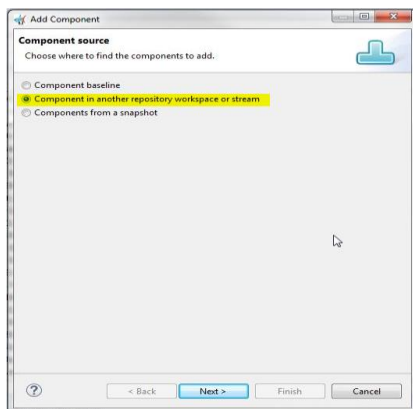 Add Component
Component source
Choose where to find the components to add.
Component baseline
Component in another repository workspace or stream
Components from a snapshot
?
< Back Next > Finish Cancel